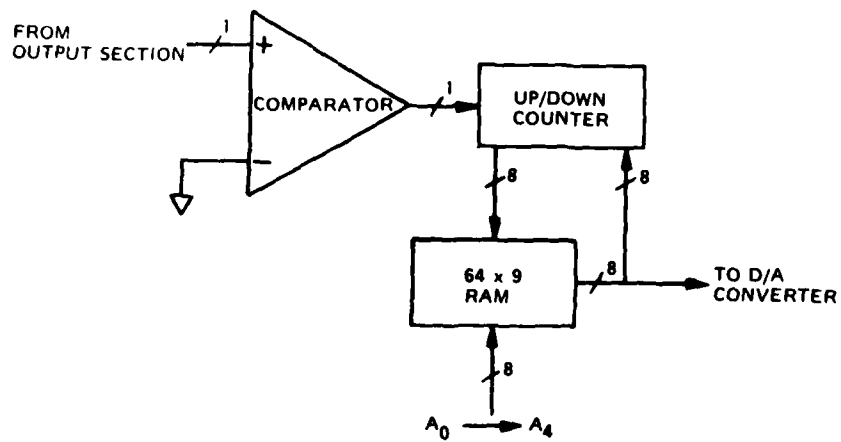 FROM
OUTPUT SECTION
1
+
COMPARATOR
-
1
UP/DOWN
COUNTER
8
8
64 x 9
RAM
8
TO D/A
CONVERTER
8
A0 → A4